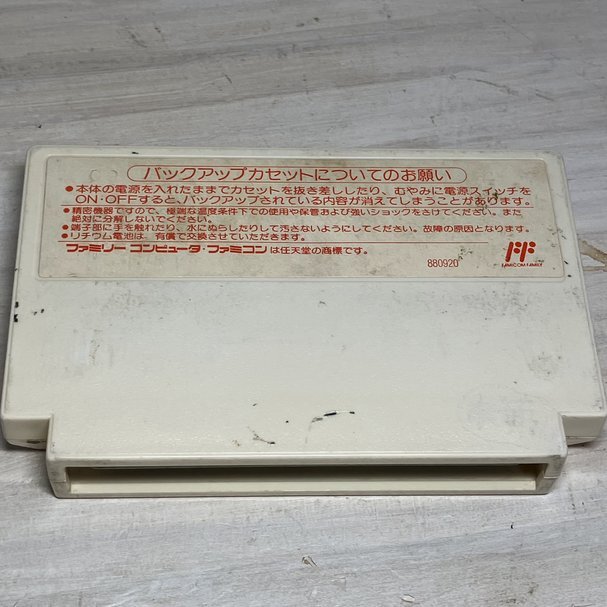 バックアップカセットについてのお願い
●本体の電源を入れたままでカセットを抜き差ししたり、むやみに電源スイッチを
ON・OFFすると、バックアップされている内容が消えてしまうことがあります。
●精密機器ですので、極端な温度条件下での使用や保管および強いショックをさけてください。また
絶対に分解しないでください。
●端子部に手を触れたり、水にぬらしたりして汚さないようにしてください。故障の原因となります。
●リチウム電池は、有償で交換させていただきます。
ファミリーコンピュータ・ファミコンは任天堂の商標です。
880920
FAMICOM FAMILY